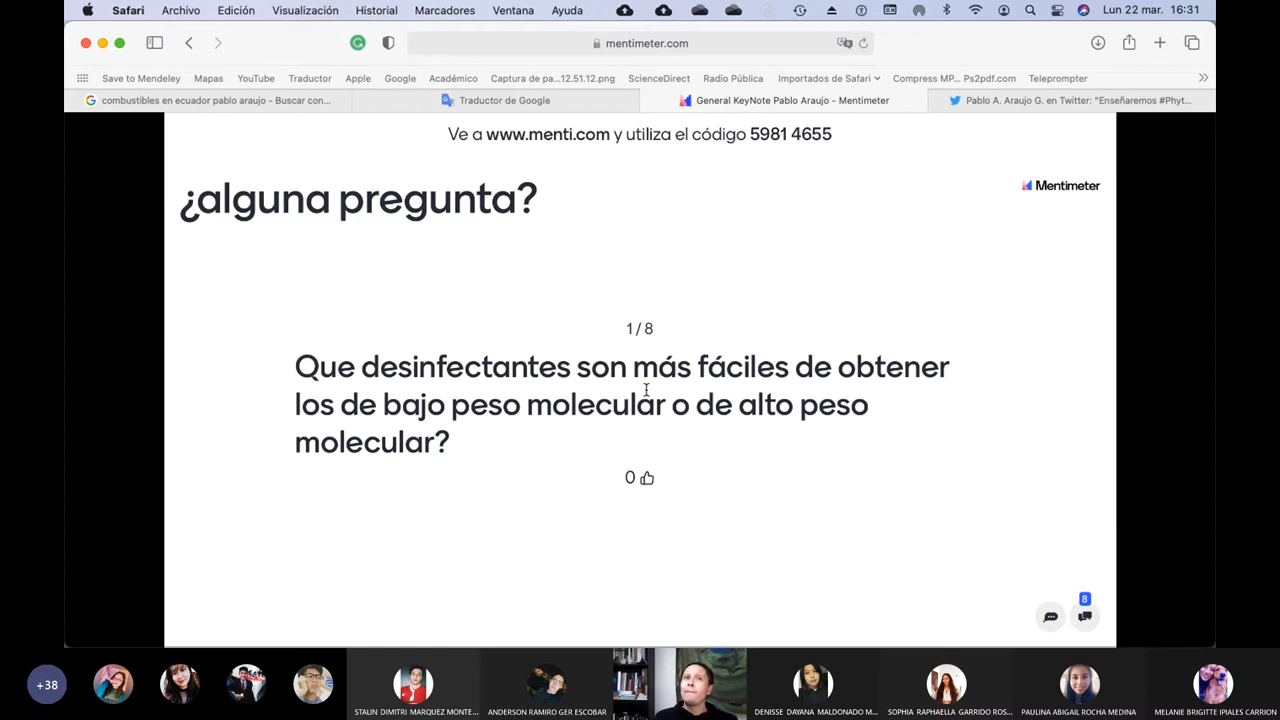 Safari Archivo Edición Visualización Historial Marcadores Ventana Ayuda Lun 22 mar. 16:31
mentimeter.com
Save to Mendeley Mapas YouTube Traductor Apple Google Académico Captura de pa...12.51.12.png ScienceDirect Radio Pública Importados de Safari Compress MP... Ps2pdf.com Teleprompter
combustibles en ecuador pablo araujo - Buscar con... Traductor de Google General KeyNote Pablo Araujo - Mentimeter Pablo A. Araujo G. en Twitter: "Enseñaremos #Phyt...
Ve a www.menti.com y utiliza el código 5981 4655
¿alguna pregunta?
Mentimeter
1 / 8
Que desinfectantes son más fáciles de obtener
los de bajo peso molecular o de alto peso
molecular?
0
8
+38
STALIN DIMITRI MARQUEZ MONTE... ANDERSON RAMIRO GER ESCOBAR DENISSE DAYANA MALDONADO M... SOPHIA RAPHAELLA GARRIDO ROS... PAULINA ABIGAIL ROCHA MEDINA MELANIE BRIGITTE IPIALES CARRION